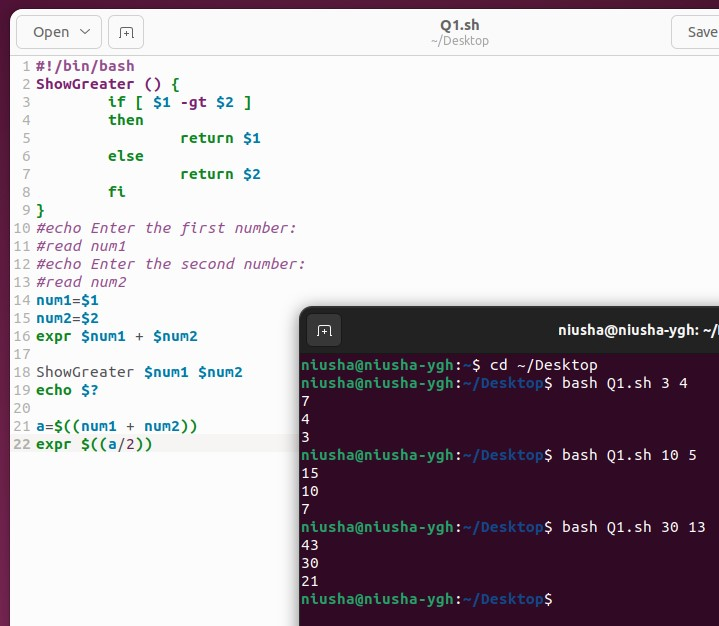 Open
Q1.sh
~/Desktop
Save
1 #!/bin/bash
2 ShowGreater () {
3 if [ $1 -gt $2 ]
4 then
5 return $1
6 else
7 return $2
8 fi
9 }
10 #echo Enter the first number:
11 #read num1
12 #echo Enter the second number:
13 #read num2
14 num1=$1
15 num2=$2
16 expr $num1 + $num2
17
18 ShowGreater $num1 $num2
19 echo $?
20
21 a=$((num1 + num2))
22 expr $((a/2))
niusha@niusha-ygh: ~/
niusha@niusha-ygh:~$ cd ~/Desktop
niusha@niusha-ygh:~/Desktop$ bash Q1.sh 3 4
7
4
3
niusha@niusha-ygh:~/Desktop$ bash Q1.sh 10 5
15
10
7
niusha@niusha-ygh:~/Desktop$ bash Q1.sh 30 13
43
30
21
niusha@niusha-ygh:~/Desktop$